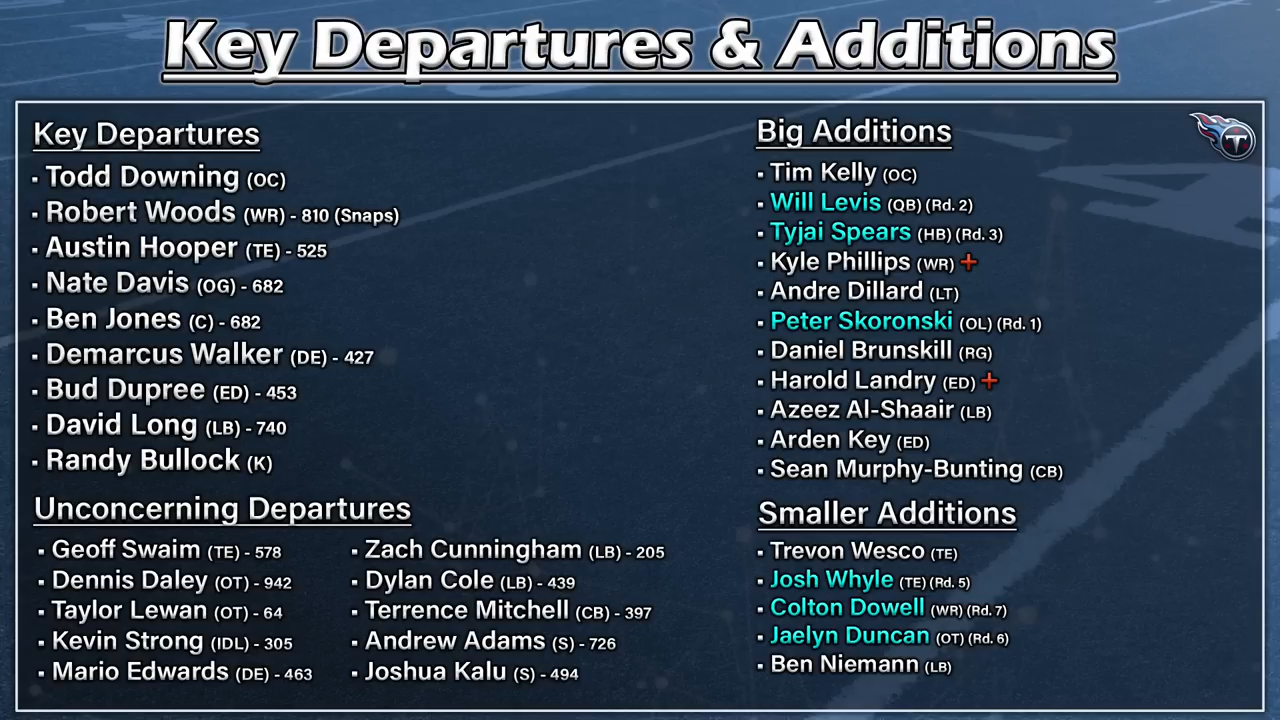 Key Departures & Additions
Key Departures
▪ Todd Downing (OC)
▪ Robert Woods (WR) - 810 (Snaps)
▪ Austin Hooper (TE) - 525
▪ Nate Davis (OG) - 682
▪ Ben Jones (C) - 682
▪ Demarcus Walker (DE) - 427
▪ Bud Dupree (ED) - 453
▪ David Long (LB) - 740
▪ Randy Bullock (K)
Unconcerning Departures
▪ Geoff Swaim (TE) - 578
▪ Dennis Daley (OT) - 942
▪ Taylor Lewan (OT) - 64
▪ Kevin Strong (IDL) - 305
▪ Mario Edwards (DE) - 463
▪ Zach Cunningham (LB) - 205
▪ Dylan Cole (LB) - 439
▪ Terrence Mitchell (CB) - 397
▪ Andrew Adams (S) - 726
▪ Joshua Kalu (S) - 494
Big Additions
▪ Tim Kelly (OC)
▪ Will Levis (QB) (Rd. 2)
▪ Tyjai Spears (HB) (Rd. 3)
▪ Kyle Phillips (WR) +
▪ Andre Dillard (LT)
▪ Peter Skoronski (OL) (Rd. 1)
▪ Daniel Brunskill (RG)
▪ Harold Landry (ED) +
▪ Azeez Al-Shaair (LB)
▪ Arden Key (ED)
▪ Sean Murphy-Bunting (CB)
Smaller Additions
▪ Trevon Wesco (TE)
▪ Josh Whyle (TE) (Rd. 5)
▪ Colton Dowell (WR) (Rd. 7)
▪ Jaelyn Duncan (OT) (Rd. 6)
▪ Ben Niemann (LB)